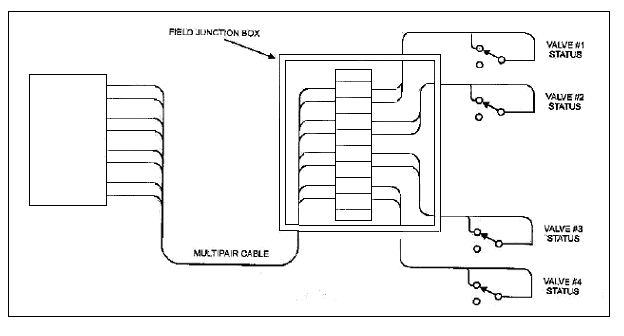 FIELD JUNCTION BOX
VALVE #1
STATUS
VALVE #2
STATUS
VALVE #3
STATUS
MULTIPAIR CABLE
VALVE #4
STATUS